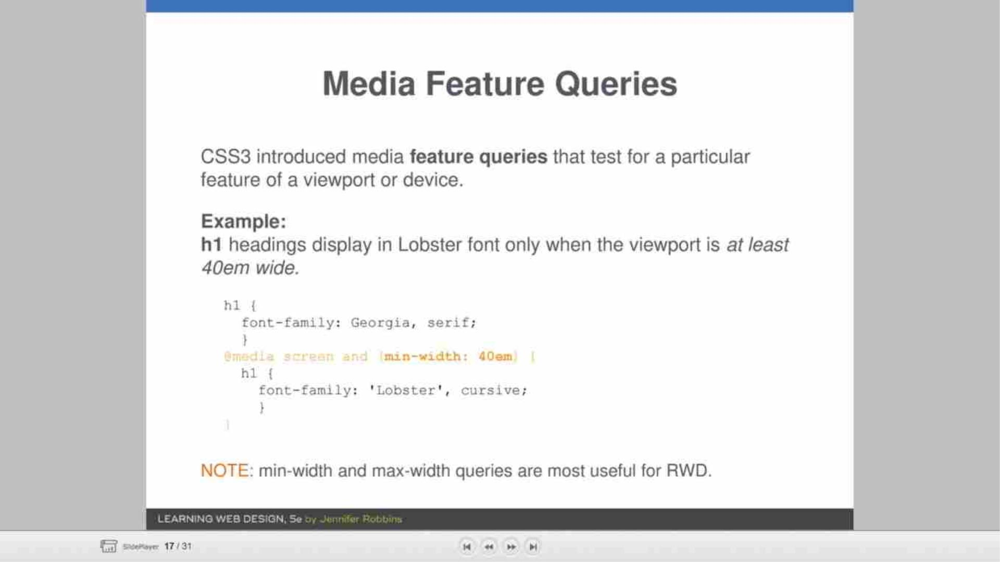 Media Feature Queries
CSS3 introduced media feature queries that test for a particular
feature of a viewport or device.
Example:
h1 headings display in Lobster font only when the viewport is at least
40em wide.
h1 {
font-family: Georgia, serif;
}
@media screen and (min-width: 40em) {
h1 {
font-family: 'Lobster', cursive;
}
}
NOTE: min-width and max-width queries are most useful for RWD.
LEARNING WEB DESIGN, 5e by Jennifer Robbins
SlidePlayer 17 / 31